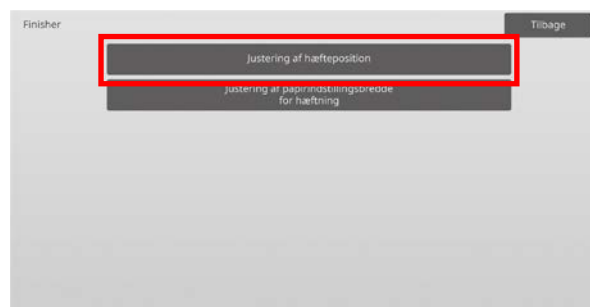 Finisher
Tilbage
Justering af hæfteposition
Justering af papirindstillingsbredde
for hæftning